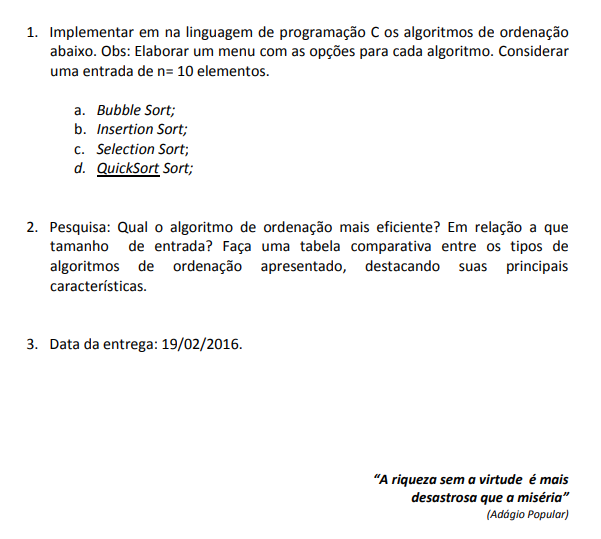 1. Implementar em na linguagem de programação C os algoritmos de ordenação
abaixo. Obs: Elaborar um menu com as opções para cada algoritmo. Considerar
uma entrada de n= 10 elementos.
a. Bubble Sort;
b. Insertion Sort;
c. Selection Sort;
d. QuickSort Sort;
2. Pesquisa: Qual o algoritmo de ordenação mais eficiente? Em relação a que
tamanho de entrada? Faça uma tabela comparativa entre os tipos de
algoritmos de ordenação apresentado, destacando suas principais
características.
3. Data da entrega: 19/02/2016.
“A riqueza sem a virtude é mais
desastrosa que a miséria”
(Adágio Popular)